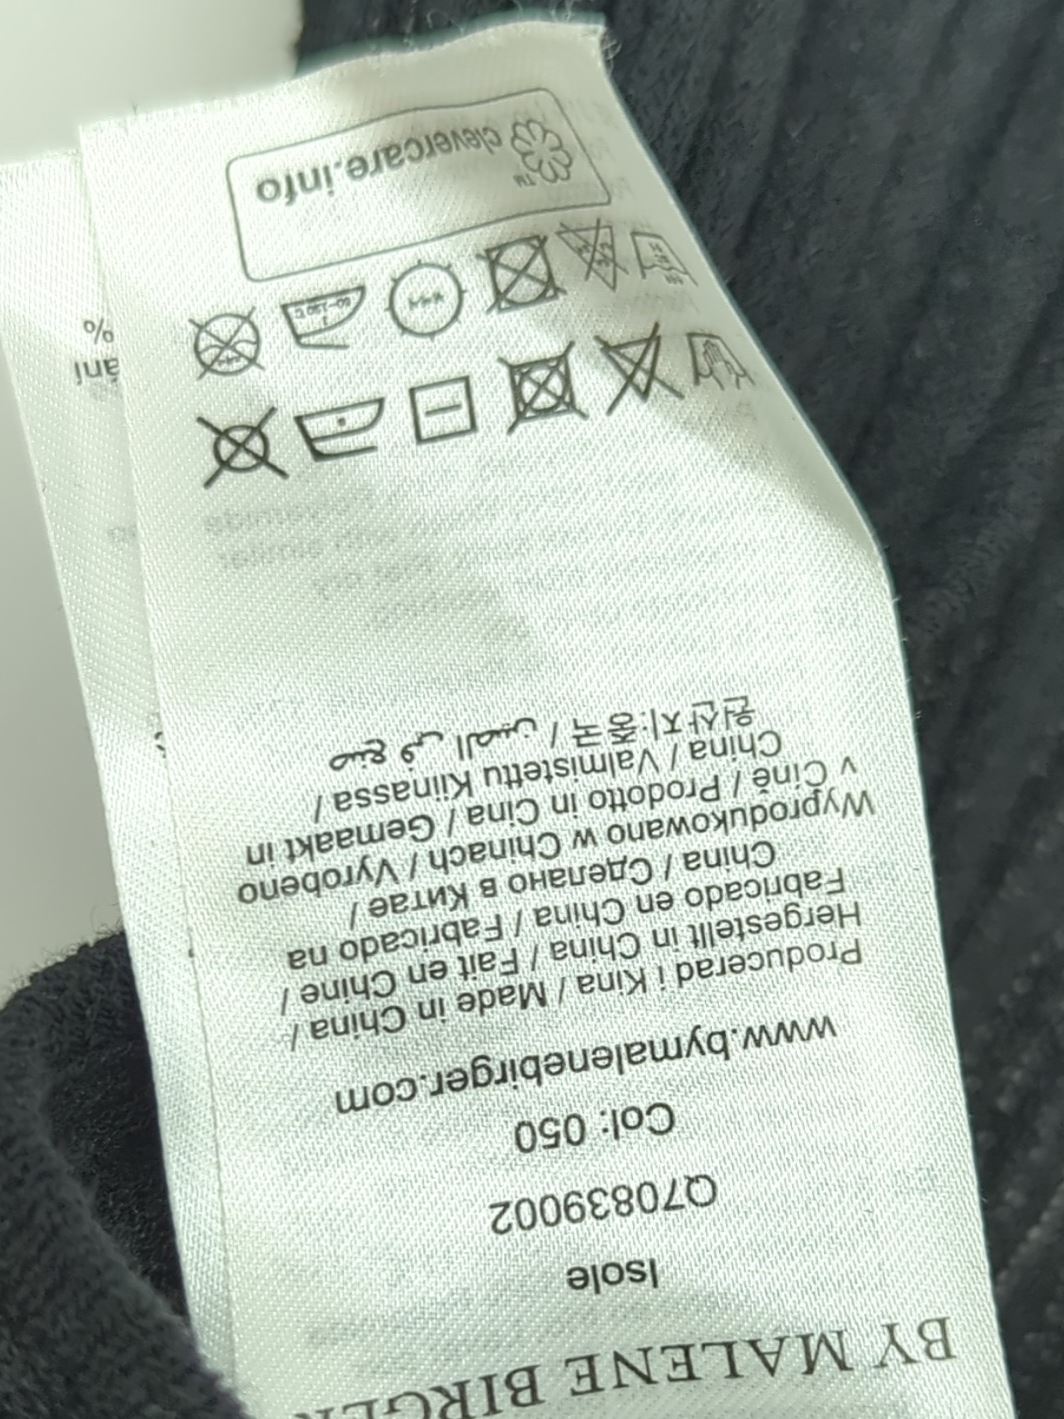 BY MALENE BIRGER
Isole
Q70839002
Col: 050
www.bymalenebirger.com
Producerad i Kina / Made in China /
Hergestellt in China / Fait en Chine /
Fabricado en China / Fabricado na
China / Сделано в Китае /
Wyprodukowano w Chinach / Vyrobeno
v Číně / Prodotto in Cina / Gemaakt in
China / Valmistettu Kiinassa /
원산지:중국 / صنع في الصين
clevercare.info
TM
%